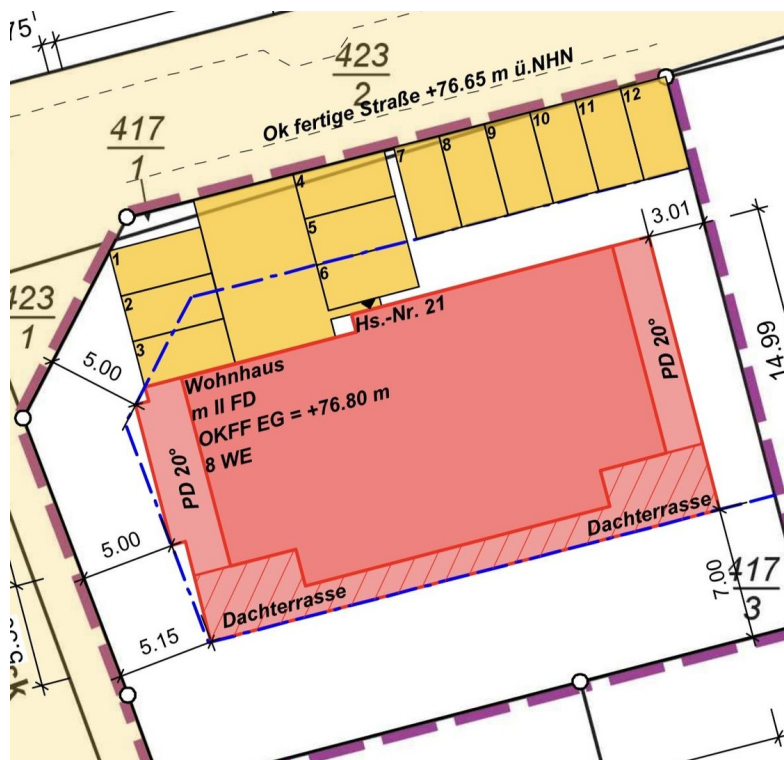 423
2
Ok fertige Straße +76.65 m ü.NHN
417
1
1
2
3
4
5
6
7
8
9
10
11
12
3.01
14.99
423
1
5.00
Hs.-Nr. 21
Wohnhaus
m II FD
OKFF EG = +76.80 m
8 WE
PD 20°
PD 20°
Dachterrasse
Dachterrasse
5.00
5.15
7.00
417
3